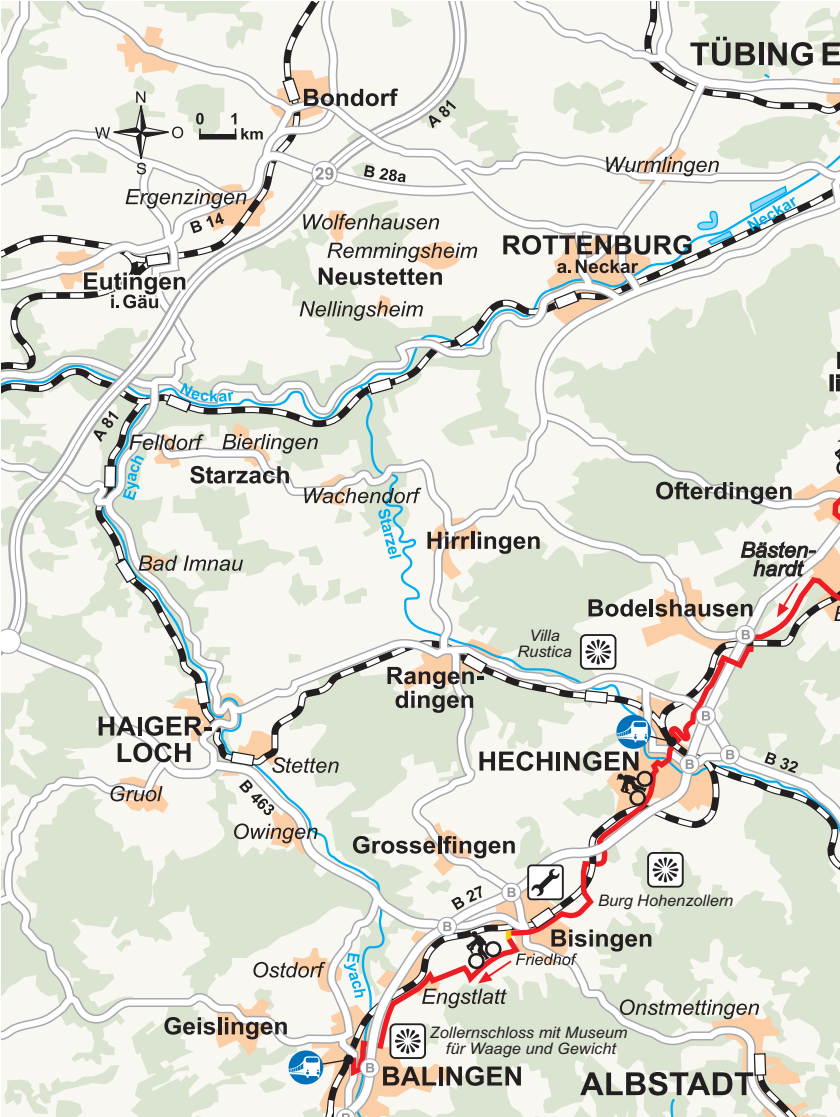 TÜBINGE
Bondorf
N
W
O
S
0 1
km
A 81
29
B 28a
Wurmlingen
Ergenzingen
B 14
Wolfenhausen
Remmingsheim
Neustetten
Nellingsheim
ROTTENBURG
a. Neckar
Neckar
Eutingen
i. Gäu
Neckar
A 81
Felldorf
Bierlingen
Starzach
Eyach
Wachendorf
Starzel
Ofterdingen
Hirrlingen
Bästen-
hardt
Bad Imnau
Bodelshausen
B
Villa
Rustica
Rangen-
dingen
HAIGER-
LOCH
B
HECHINGEN
B
B
B 32
Stetten
Gruol
B 463
Owingen
Grosselfingen
B 27
B
Burg Hohenzollern
B
Bisingen
Friedhof
Ostdorf
Eyach
Engstlatt
Onstmettingen
Geislingen
Zollernschloss mit Museum
für Waage und Gewicht
B
BALINGEN
ALBSTADT
B